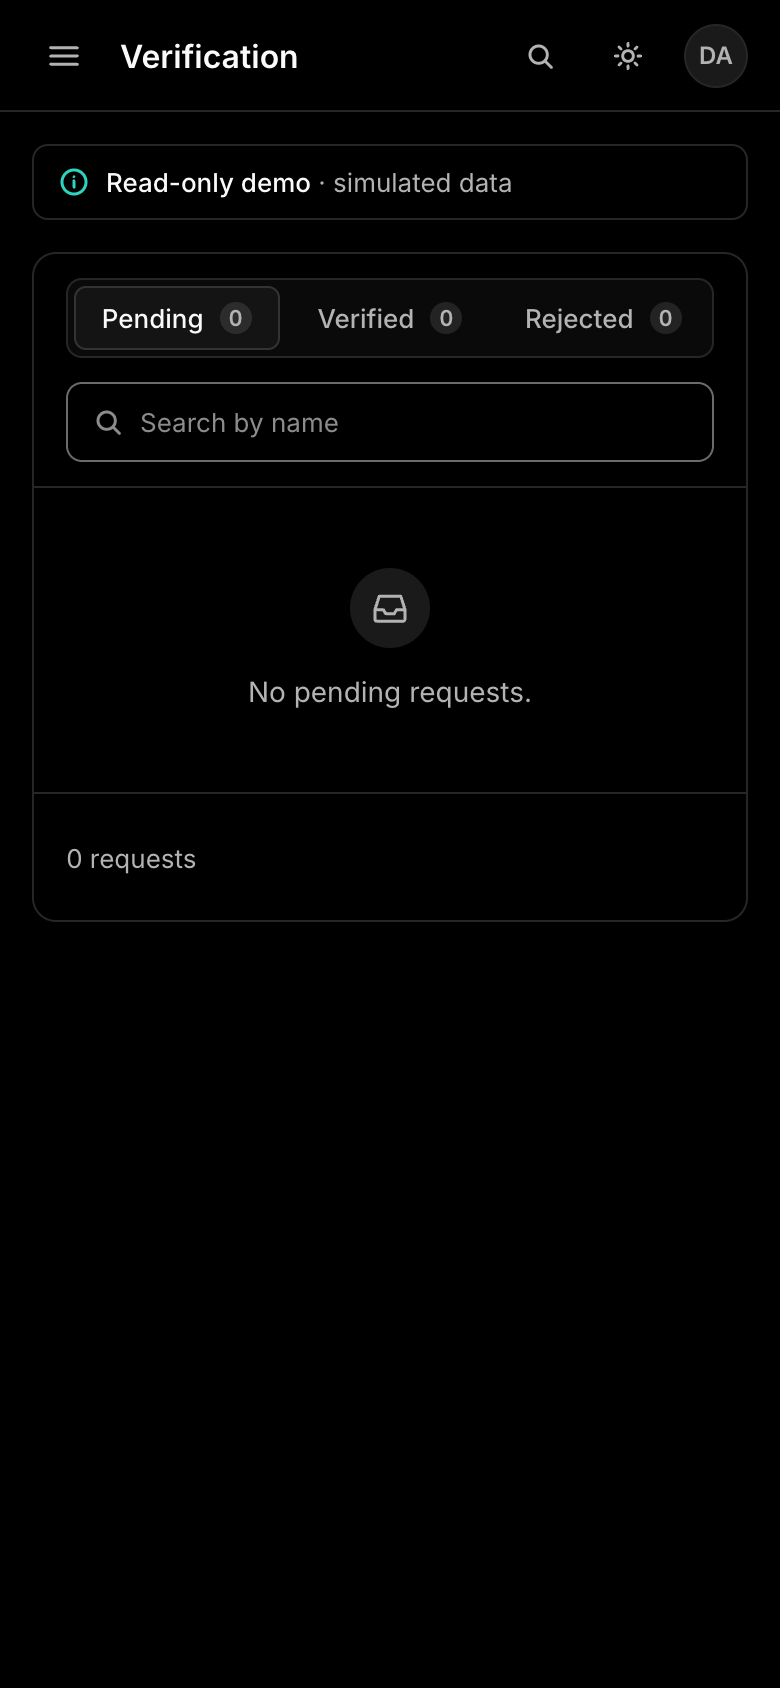 Verification
DA
Read-only demo · simulated data
Pending 0 Verified 0 Rejected 0
Search by name
No pending requests.
0 requests